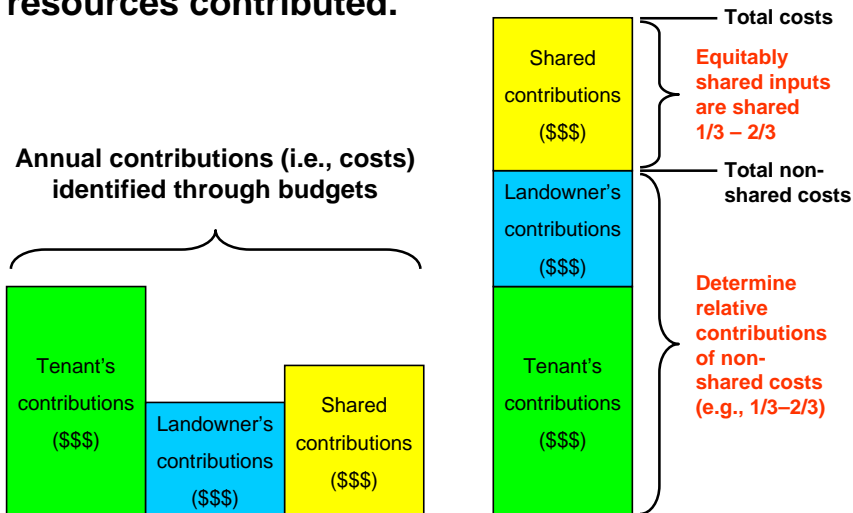 resources contributed.
Annual contributions (i.e., costs)
identified through budgets
Tenant's
contributions
($$$)
Landowner's
contributions
($$$)
Shared
contributions
($$$)
Shared
contributions
($$$)
Landowner's
contributions
($$$)
Tenant's
contributions
($$$)
Total costs
Equitably
shared inputs
are shared
1/3 – 2/3
Total non-
shared costs
Determine
relative
contributions
of non-
shared costs
(e.g., 1/3–2/3)